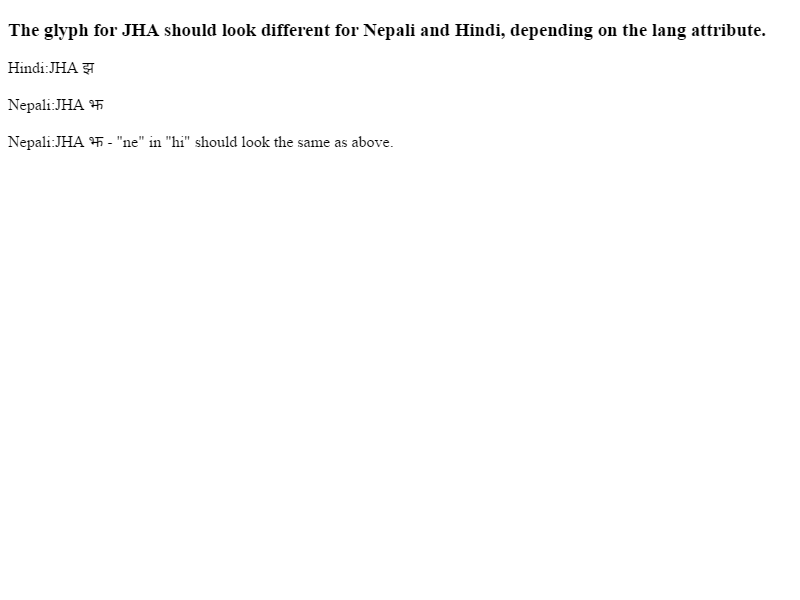 The glyph for JHA should look different for Nepali and Hindi, depending on the lang attribute.
Hindi:JHA झ
Nepali:JHA झ
Nepali:JHA झ - "ne" in "hi" should look the same as above.